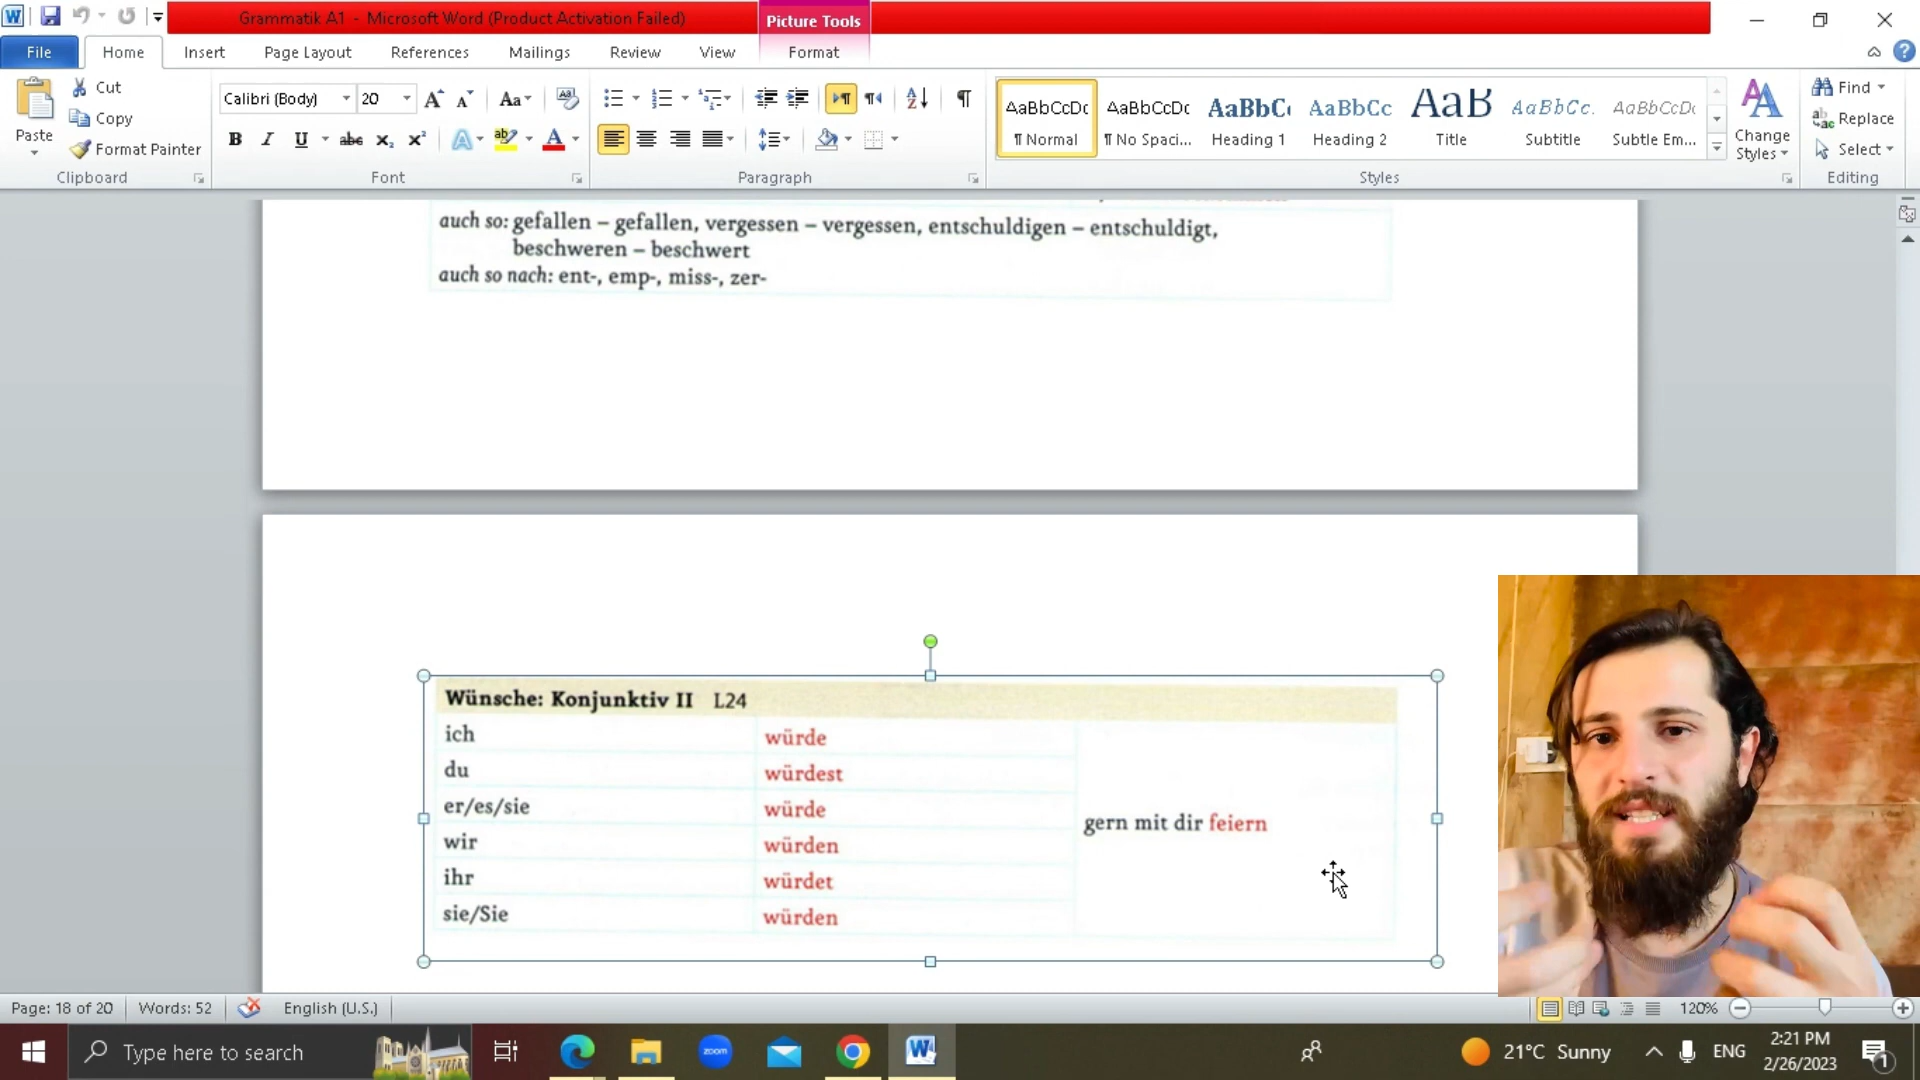 Grammatik A1 - Microsoft Word (Product Activation Failed)
Picture Tools
File
Home
Insert
Page Layout
References
Mailings
Review
View
Format
Paste
Cut
Copy
Format Painter
Clipboard
Calibri (Body)
20
Font
Paragraph
AaBbCcDc
¶ Normal
AaBbCcDc
¶ No Spaci...
AaBbC
Heading 1
AaBbCc
Heading 2
AaB
Title
AaBbCc.
Subtitle
AaBbCcDc
Subtle Em...
Change
Styles
Styles
Find
Replace
Select
Editing
auch so: gefallen – gefallen, vergessen – vergessen, entschuldigen – entschuldigt,
beschweren – beschwert
auch so nach: ent-, emp-, miss-, zer-
Wünsche: Konjunktiv II L24
ich würde
du würdest
er/es/sie würde
gern mit dir feiern
wir würden
ihr würdet
sie/Sie würden
Page: 18 of 20
Words: 52
English (U.S.)
120%
Type here to search
zoom
21°C Sunny
ENG
2:21 PM
2/26/2023
1